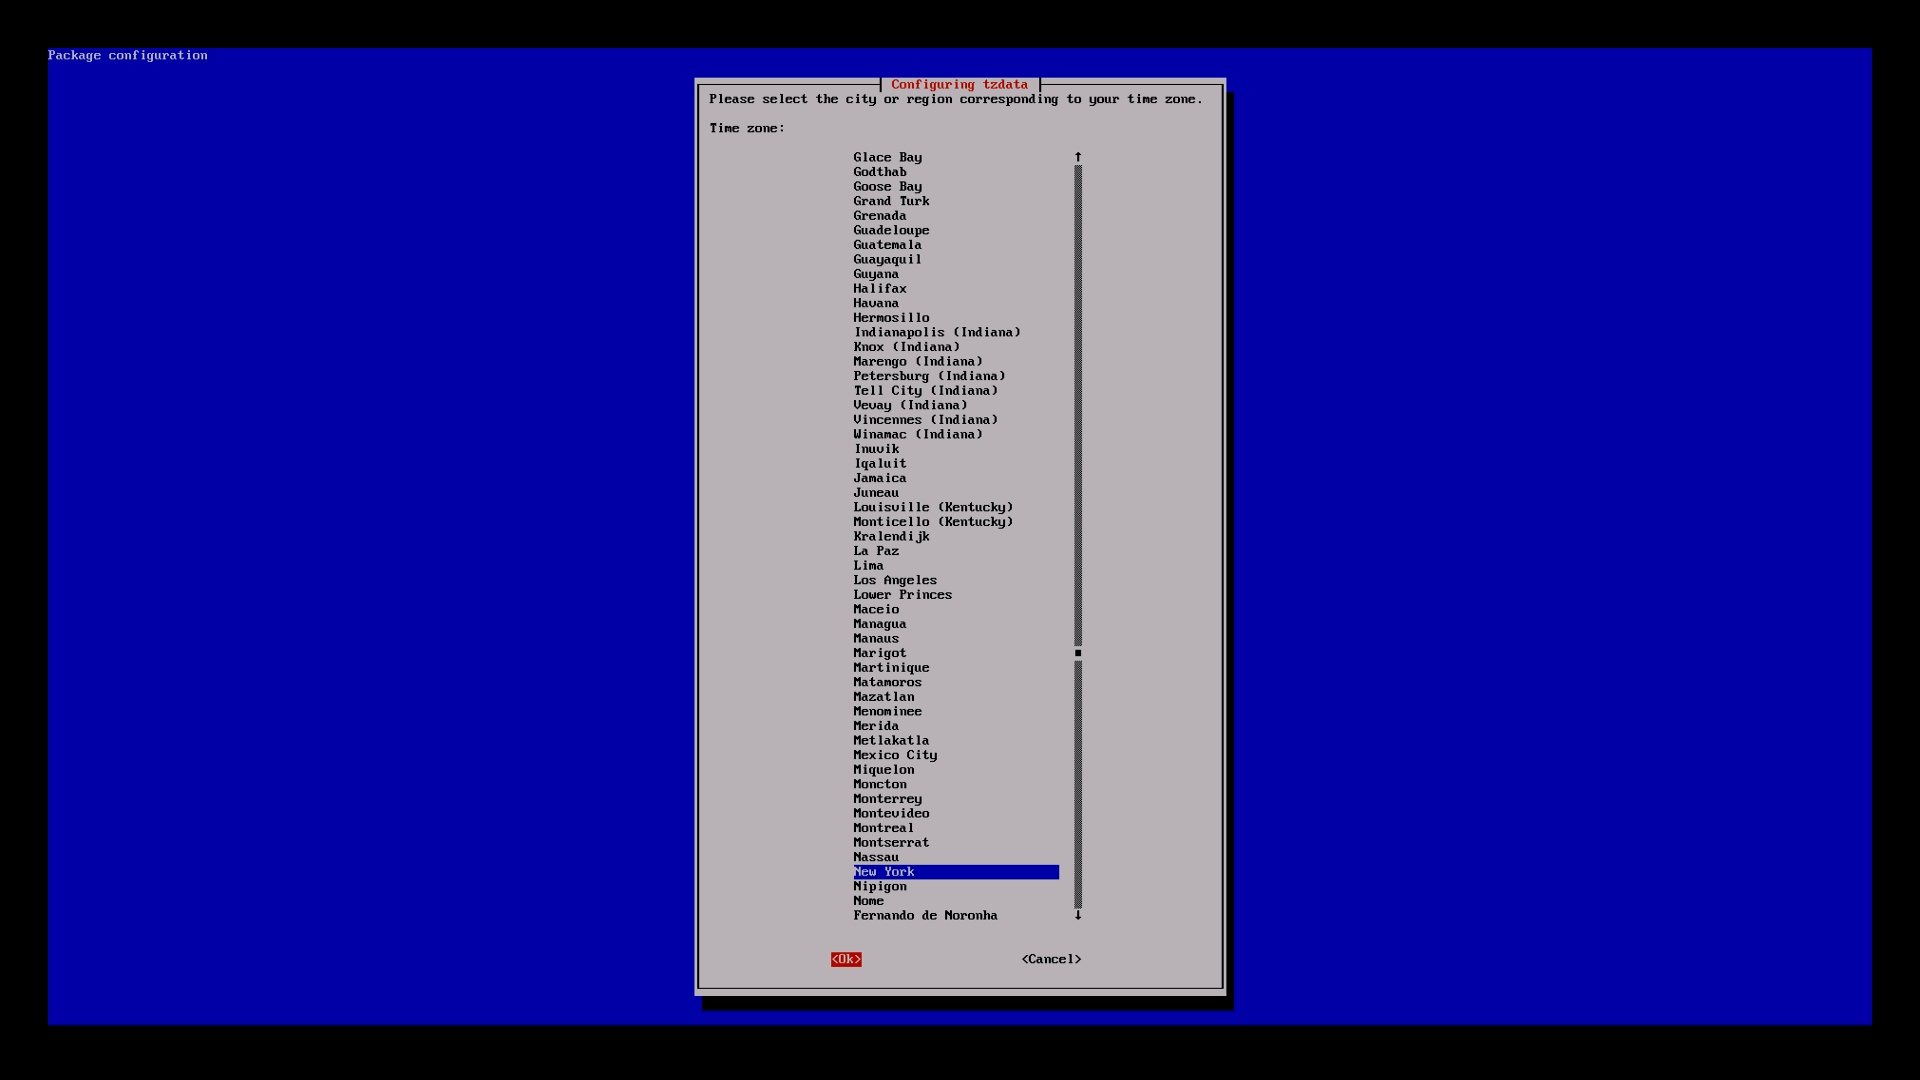 Package configuration
Configuring tzdata
Please select the city or region corresponding to your time zone.
Time zone:
Glace Bay
Godthab
Goose Bay
Grand Turk
Grenada
Guadeloupe
Guatemala
Guayaquil
Guyana
Halifax
Havana
Hermosillo
Indianapolis (Indiana)
Knox (Indiana)
Marengo (Indiana)
Petersburg (Indiana)
Tell City (Indiana)
Vevay (Indiana)
Vincennes (Indiana)
Winamac (Indiana)
Inuvik
Iqaluit
Jamaica
Juneau
Louisville (Kentucky)
Monticello (Kentucky)
Kralendijk
La Paz
Lima
Los Angeles
Lower Princes
Maceio
Managua
Manaus
Marigot
Martinique
Matamoros
Mazatlan
Menominee
Merida
Metlakatla
Mexico City
Miquelon
Moncton
Monterrey
Montevideo
Montreal
Montserrat
Nassau
New York
Nipigon
Nome
Fernando de Noronha
<Ok> <Cancel>